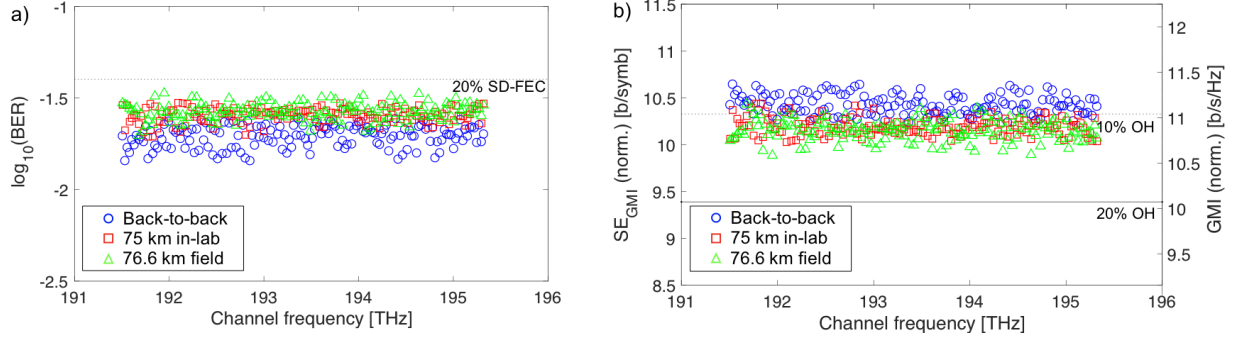 a)
-1
-1.5
-2
-2.5
log10(BER)
20% SD-FEC
Back-to-back
75 km in-lab
76.6 km field
191
192
193
194
195
196
Channel frequency [THz]
b)
11.5
11
10.5
10
9.5
9
8.5
SEGMI (norm.) [b/symb]
10% OH
20% OH
Back-to-back
75 km in-lab
76.6 km field
12
11.5
11
10.5
10
9.5
GMI (norm.) [b/s/Hz]
191
192
193
194
195
196
Channel frequency [THz]